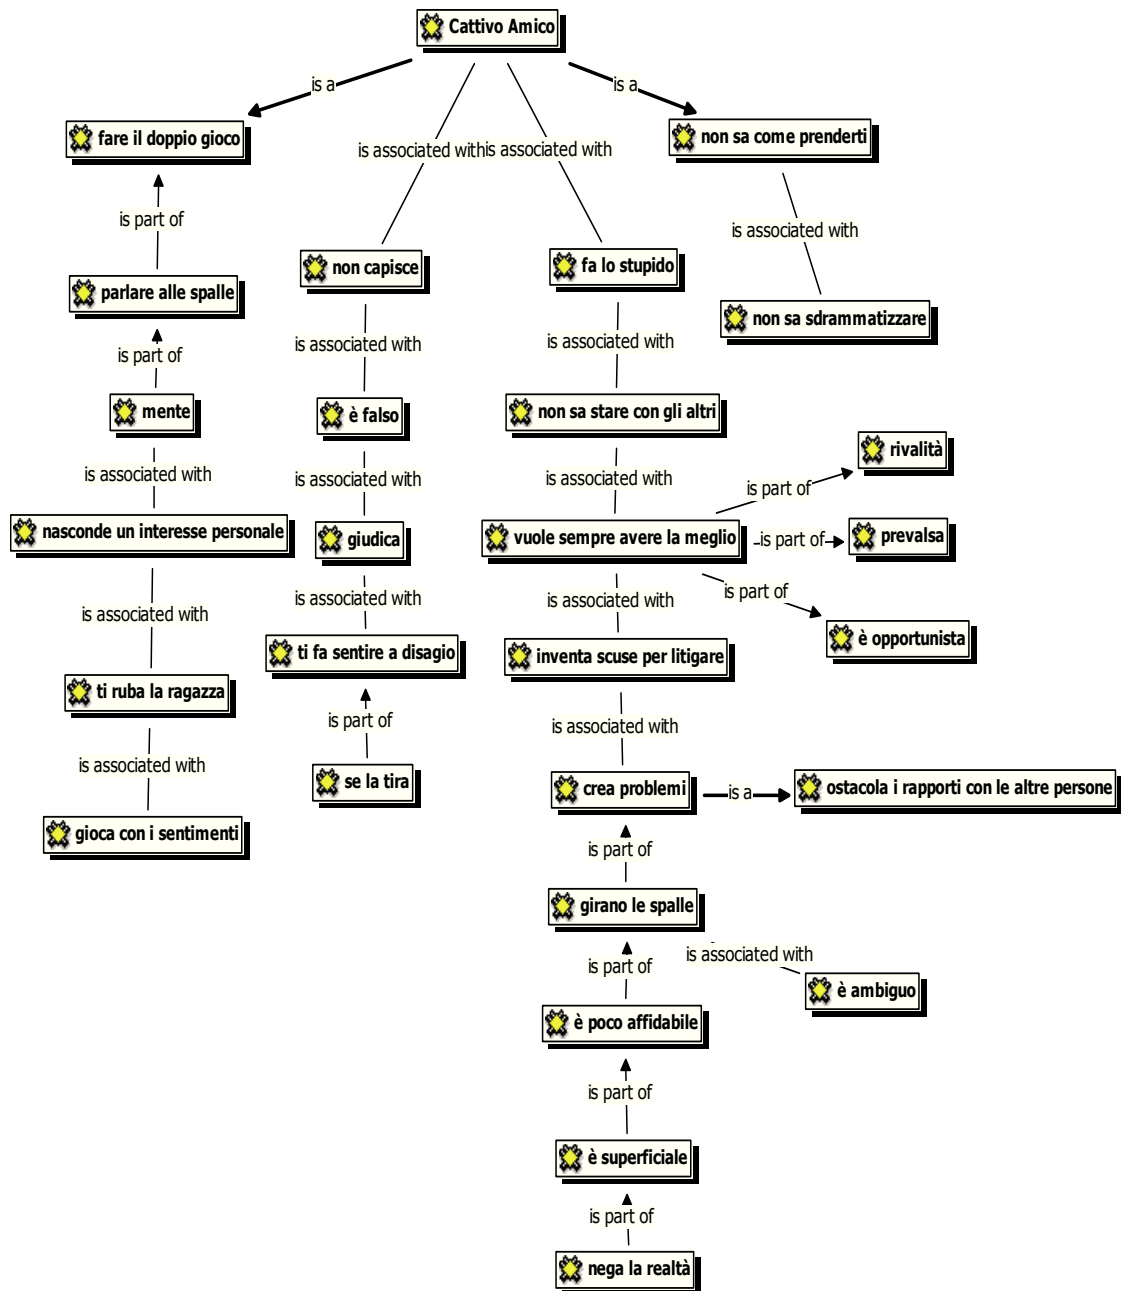 Cattivo Amico
is a
is a
fare il doppio gioco
non sa come prenderti
is associated with
is associated with
is part of
is associated with
non capisce
fa lo stupido
parlare alle spalle
non sa sdrammatizzare
is part of
is associated with
is associated with
mente
è falso
non sa stare con gli altri
rivalità
is associated with
is associated with
is associated with
is part of
nasconde un interesse personale
giudica
vuole sempre avere la meglio
is part of
prevalsa
is associated with
is associated with
is associated with
is part of
ti fa sentire a disagio
inventa scuse per litigare
è opportunista
ti ruba la ragazza
is part of
is associated with
is associated with
se la tira
crea problemi
is a
ostacola i rapporti con le altre persone
gioca con i sentimenti
is part of
girano le spalle
is part of
is associated with
è ambiguo
è poco affidabile
is part of
è superficiale
is part of
nega la realtà